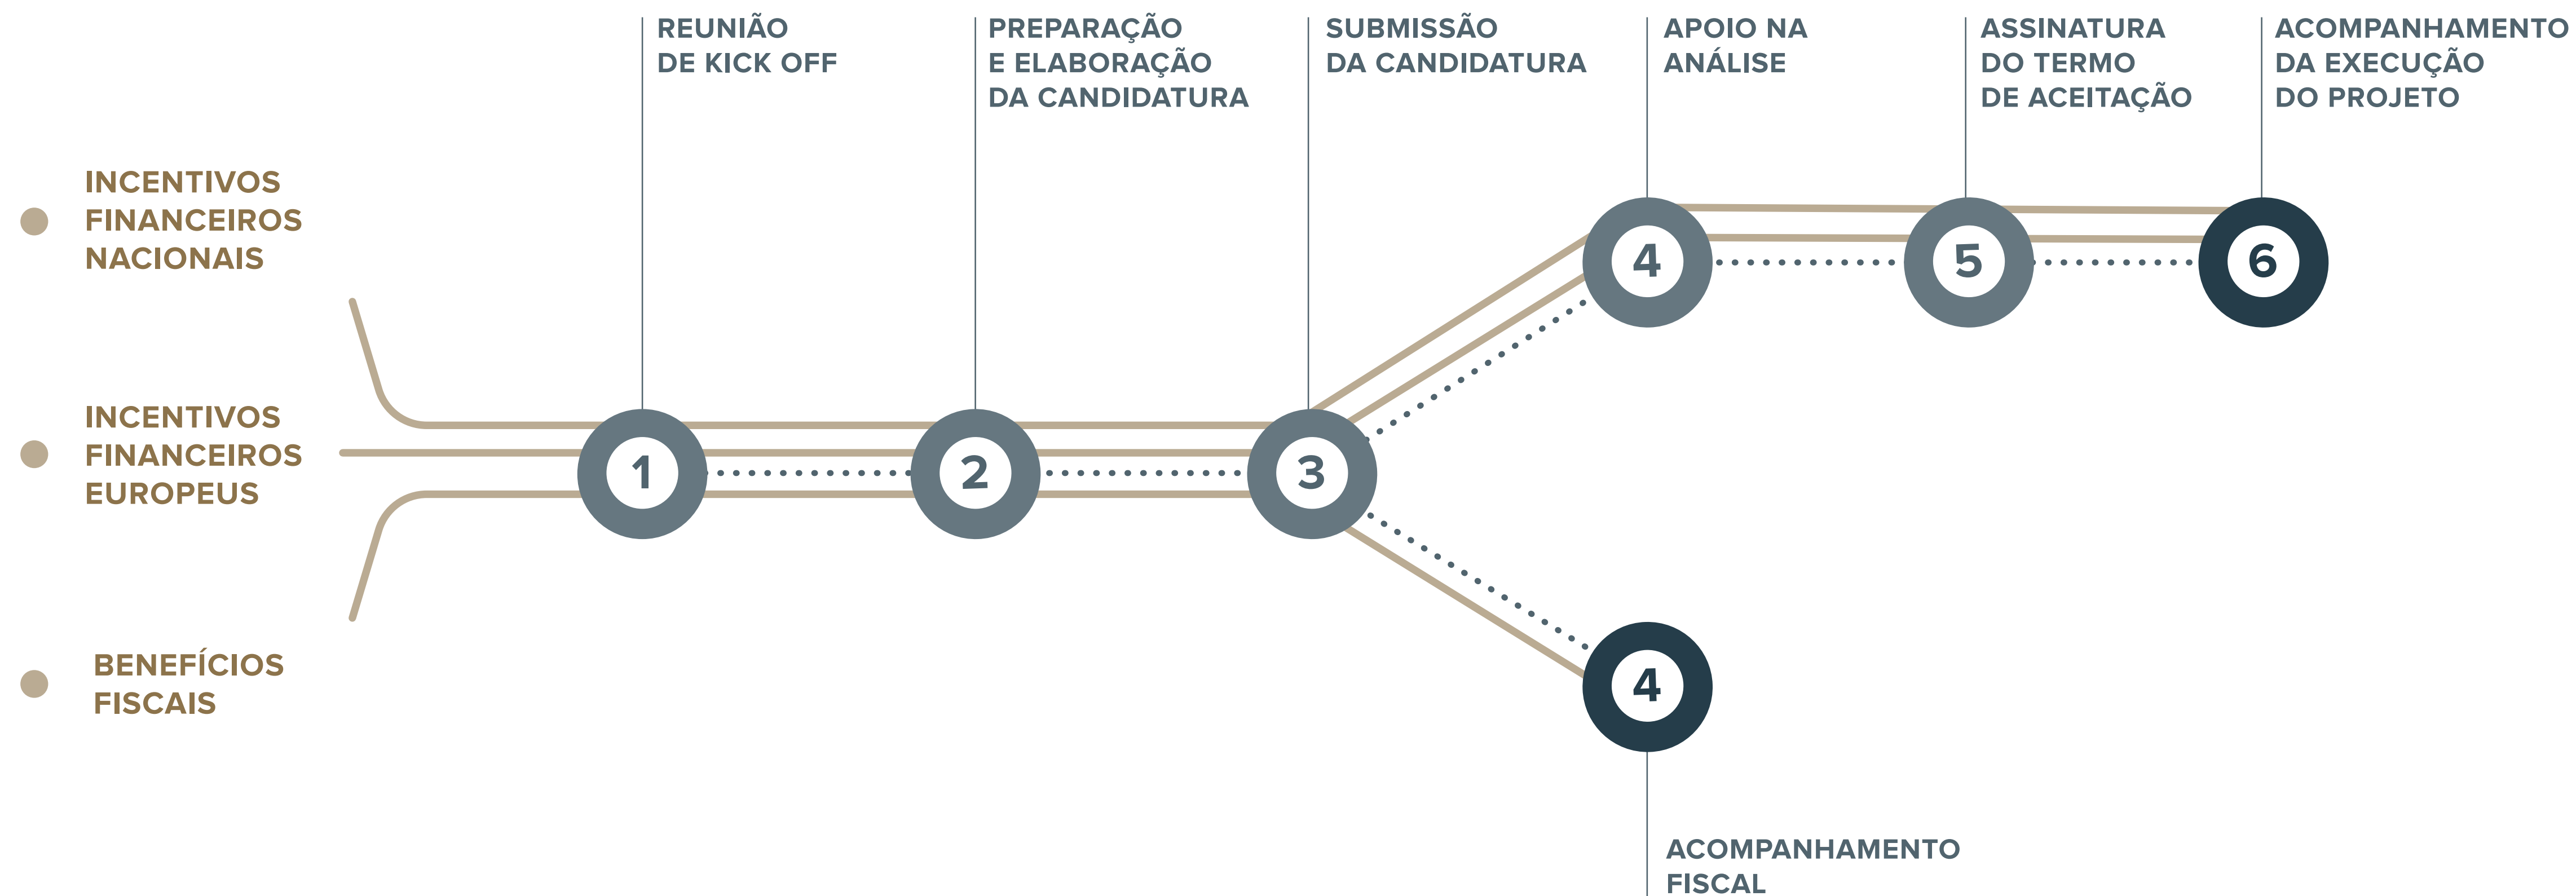 REUNIÃO
DE KICK OFF
PREPARAÇÃO
E ELABORAÇÃO
DA CANDIDATURA
SUBMISSÃO
DA CANDIDATURA
APOIO NA
ANÁLISE
ASSINATURA
DO TERMO
DE ACEITAÇÃO
ACOMPANHAMENTO
DA EXECUÇÃO
DO PROJETO
INCENTIVOS
FINANCEIROS
NACIONAIS
4
5
6
INCENTIVOS
FINANCEIROS
EUROPEUS
1
2
3
BENEFÍCIOS
FISCAIS
4
ACOMPANHAMENTO
FISCAL